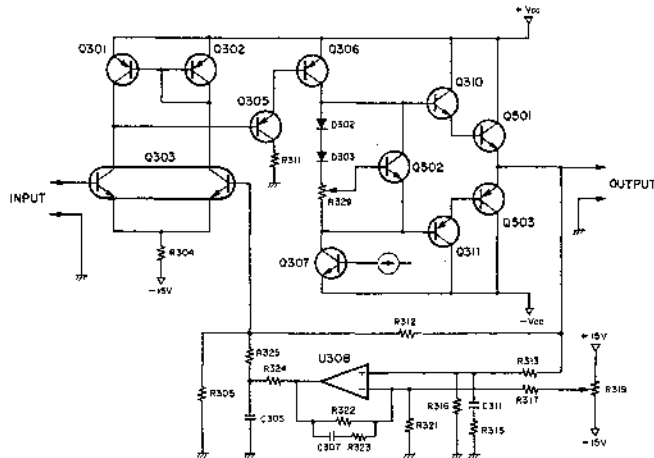 +Vcc
Q301
Q302
Q306
Q310
Q305
Q501
D302
R311
D303
Q303
Q502
INPUT
OUTPUT
R329
Q503
R304
-15V
Q307
Q311
-Vcc
R312
R325
U308
R324
R313
+15V
R305
C305
R322
C307
R323
R321
R316
C311
R315
R317
R319
-15V